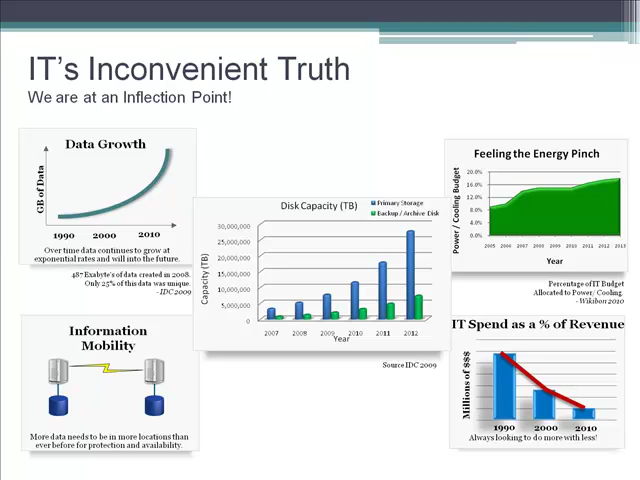 IT's Inconvenient Truth
We are at an Inflection Point!
Data Growth
GB of Data
1990 2000 2010
Over time data continues to grow at
exponential rates and will into the future.
487 Exabyte's of data created in 2008.
Only 25% of this data was unique.
- IDC 2009
Information
Mobility
More data needs to be in more locations than
ever before for protection and availability.
Disk Capacity (TB)
Primary Storage
Backup / Archive Disk
Capacity (TB)
30,000,000
25,000,000
20,000,000
15,000,000
10,000,000
5,000,000
0
2007 2008 2009 2010 2011 2012
Year
Source IDC 2009
Feeling the Energy Pinch
Power / Cooling Budget
20.0%
16.0%
12.0%
8.0%
4.0%
0.0%
2005 2006 2007 2008 2009 2010 2011 2012 2013
Year
Percentage of IT Budget
Allocated to Power/ Cooling.
- Wikibon 2010
IT Spend as a % of Revenue
Millions of $$$
1990 2000 2010
Always looking to do more with less!